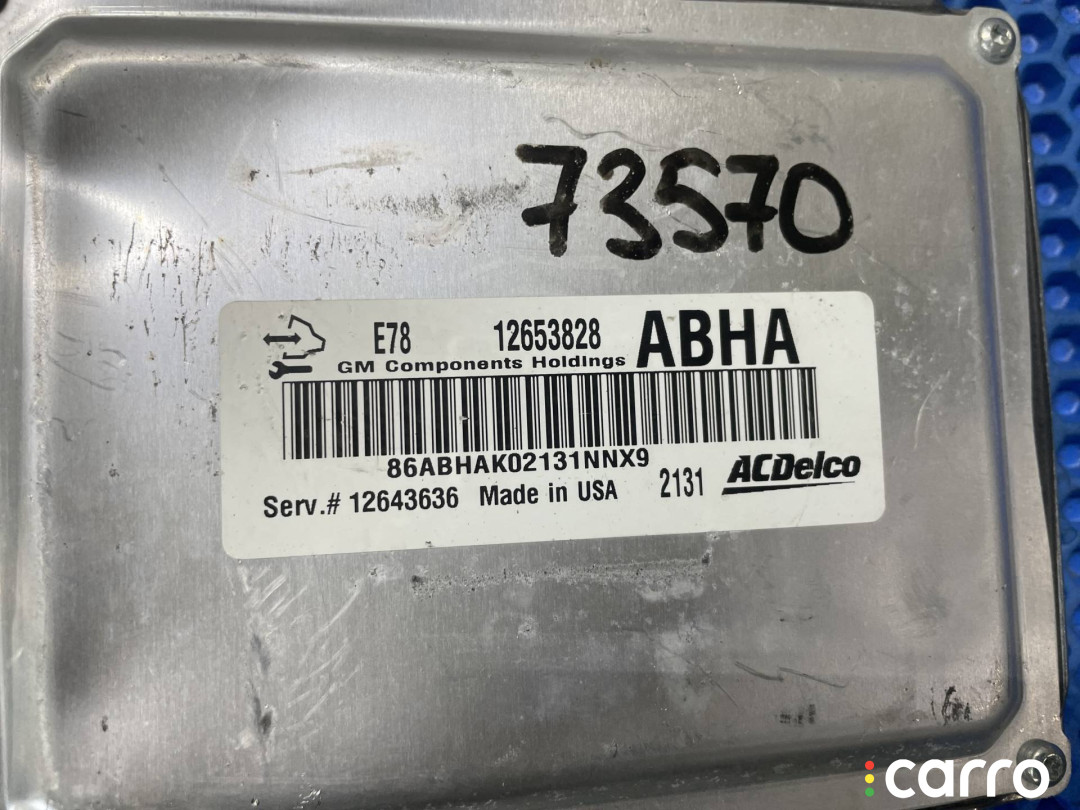 73570
E78 12653828 ABHA
GM Components Holdings
86ABHAK02131NNX9
Serv.# 12643636 Made in USA 2131 ACDelco
carro